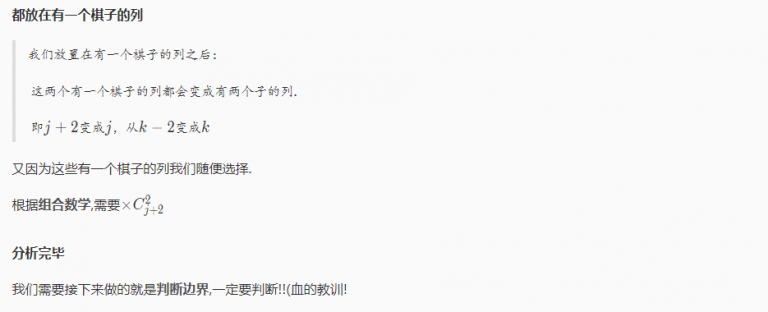 都放在有一个棋子的列
我们放置在有一个棋子的列之后：
这两个有一个棋子的列都会变成有两个子的列.
即j + 2变成j，从k − 2变成k
又因为这些有一个棋子的列我们随便选择.
根据组合数学,需要×C²ⱼ₊₂
分析完毕
我们需要接下来做的就是判断边界,一定要判断!!(血的教训!